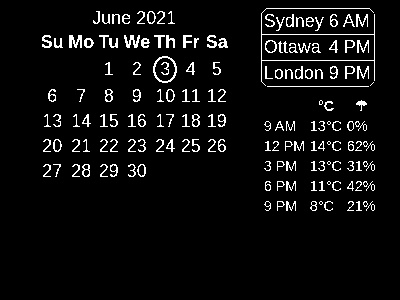 June 2021
Su Mo Tu We Th Fr Sa
1 2 3 4 5
6 7 8 9 10 11 12
13 14 15 16 17 18 19
20 21 22 23 24 25 26
27 28 29 30
Sydney 6 AM
Ottawa 4 PM
London 9 PM
°C ☂
9 AM 13°C 0%
12 PM 14°C 62%
3 PM 13°C 31%
6 PM 11°C 42%
9 PM 8°C 21%